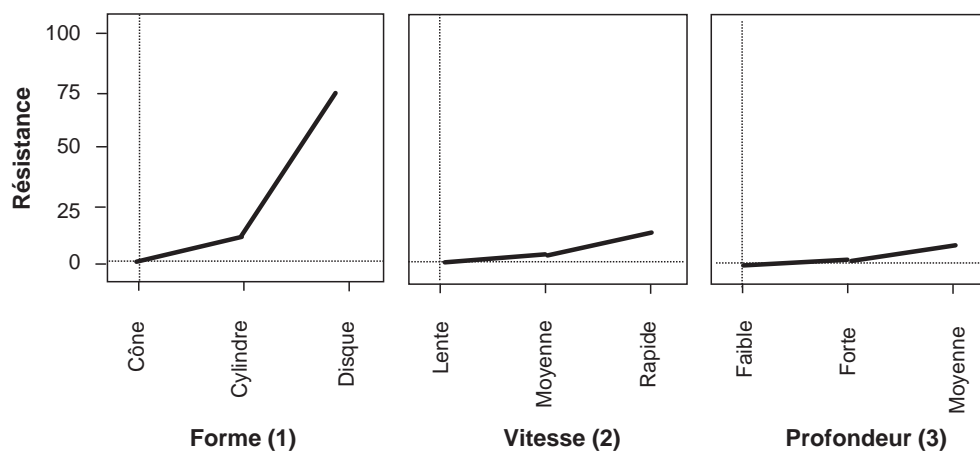 100
75
50
25
0
Résistance
Cône
Cylindre
Disque
Forme (1)
Lente
Moyenne
Rapide
Vitesse (2)
Faible
Forte
Moyenne
Profondeur (3)